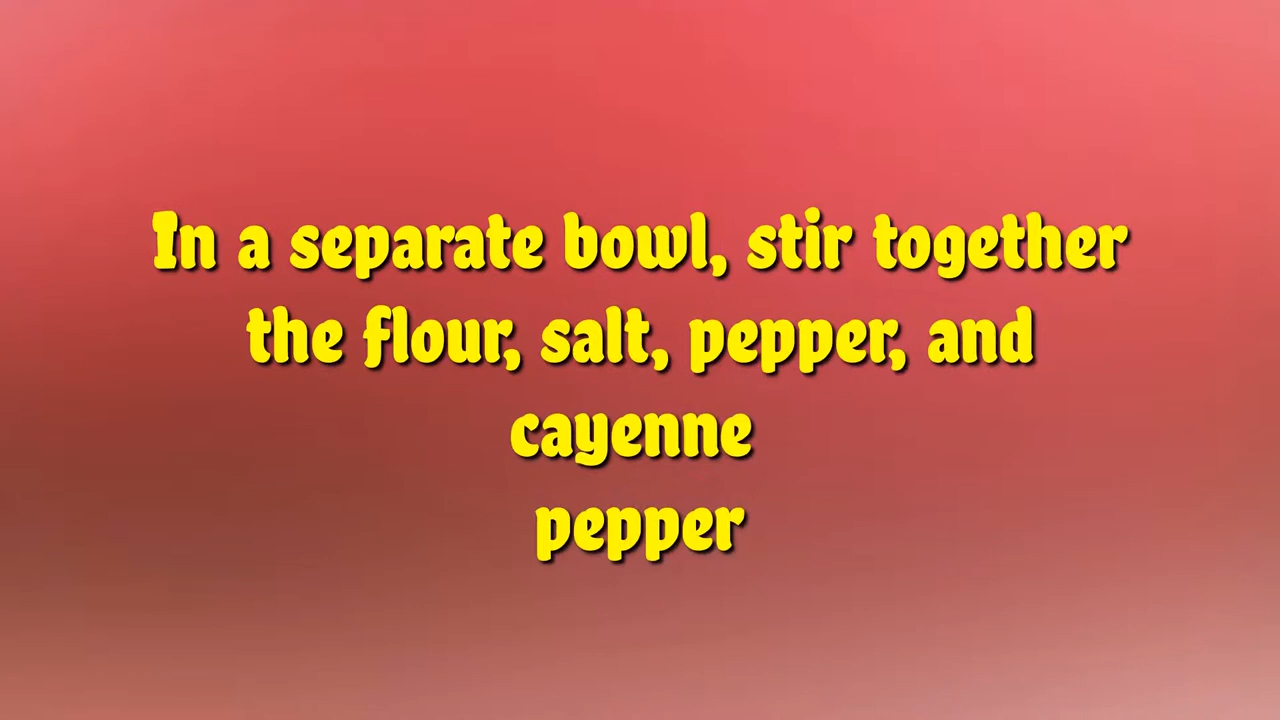 In a separate bowl, stir together
the flour, salt, pepper, and
cayenne
pepper